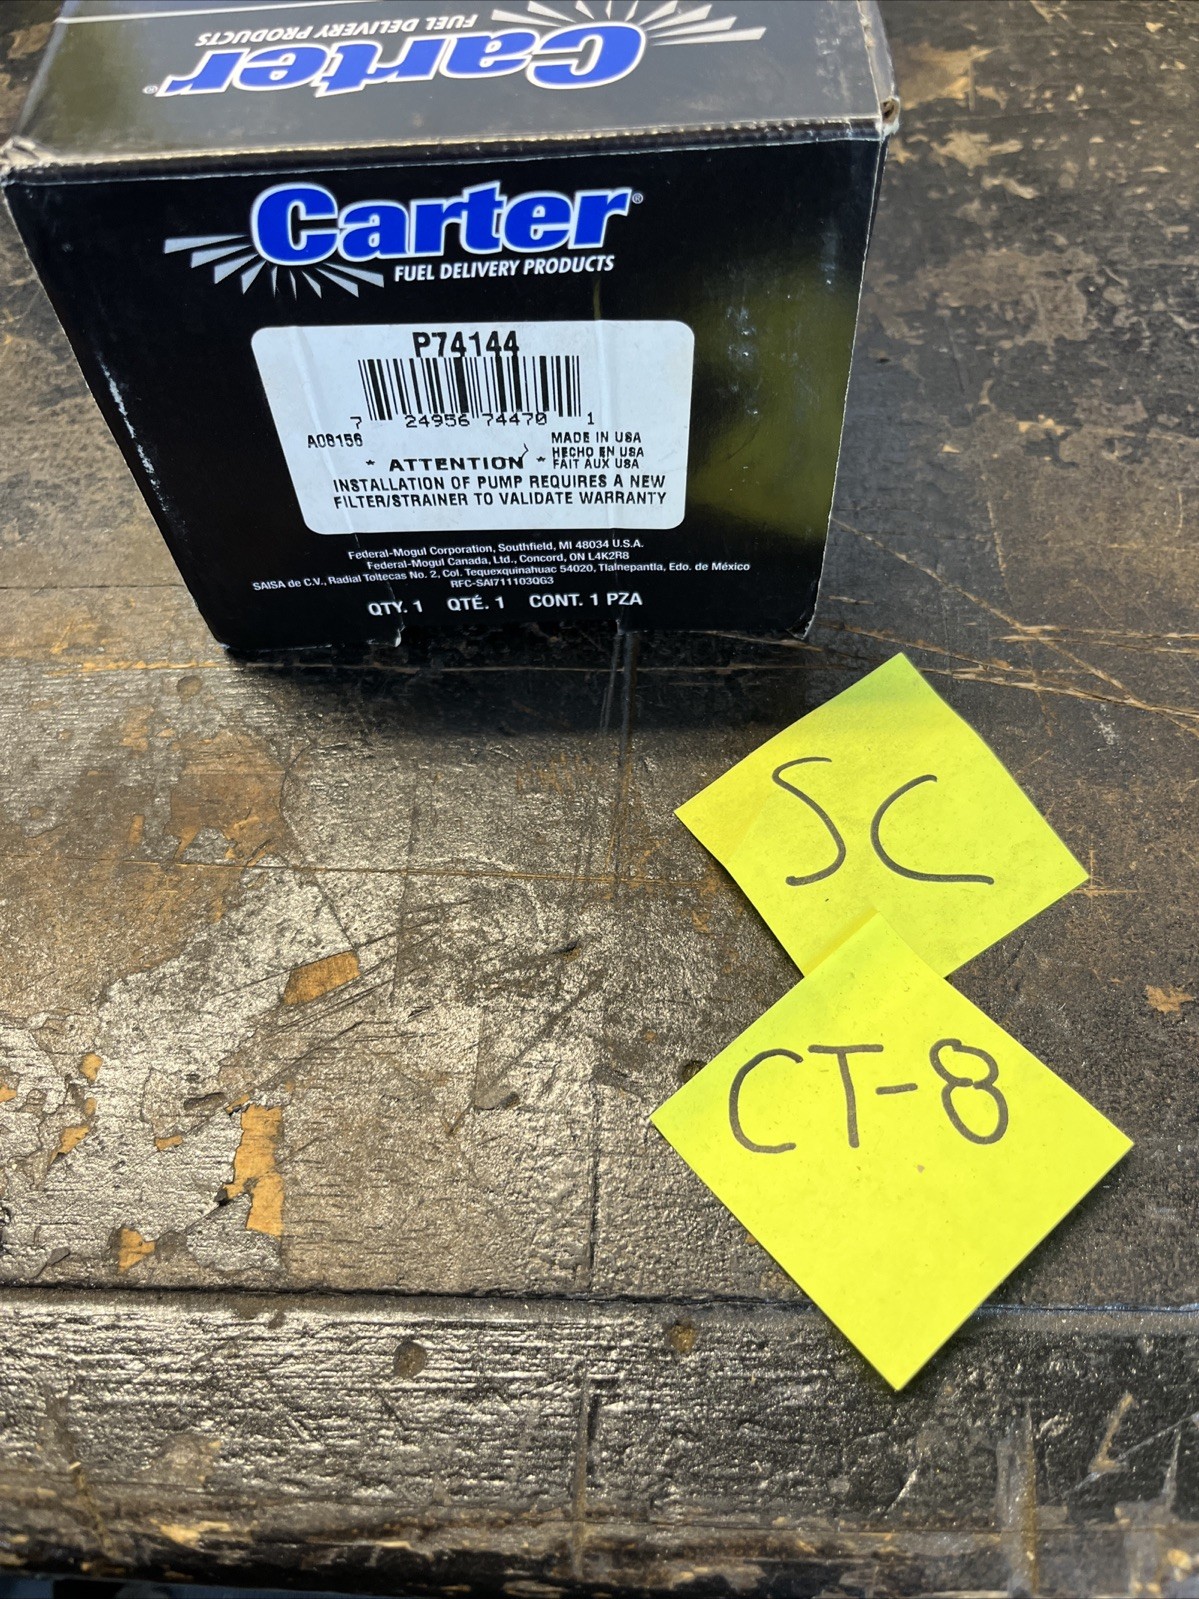 FUEL DELIVERY PRODUCTS
Carter®
Carter®
FUEL DELIVERY PRODUCTS
P74144
7 24956 74470 1
A08156
MADE IN USA
HECHO EN USA
FAIT AUX USA
* ATTENTION *
INSTALLATION OF PUMP REQUIRES A NEW
FILTER/STRAINER TO VALIDATE WARRANTY
Federal-Mogul Corporation, Southfield, MI 48034 U.S.A.
Federal-Mogul Canada, Ltd., Concord, ON L4K2R8
SAISA de C.V., Radial Toltecas No. 2, Col. Tequexquinahuac 54020, Tlalnepantla, Edo. de México
RFC-SAI711103QG3
QTY. 1 QTÉ. 1 CONT. 1 PZA
SC
CT-8